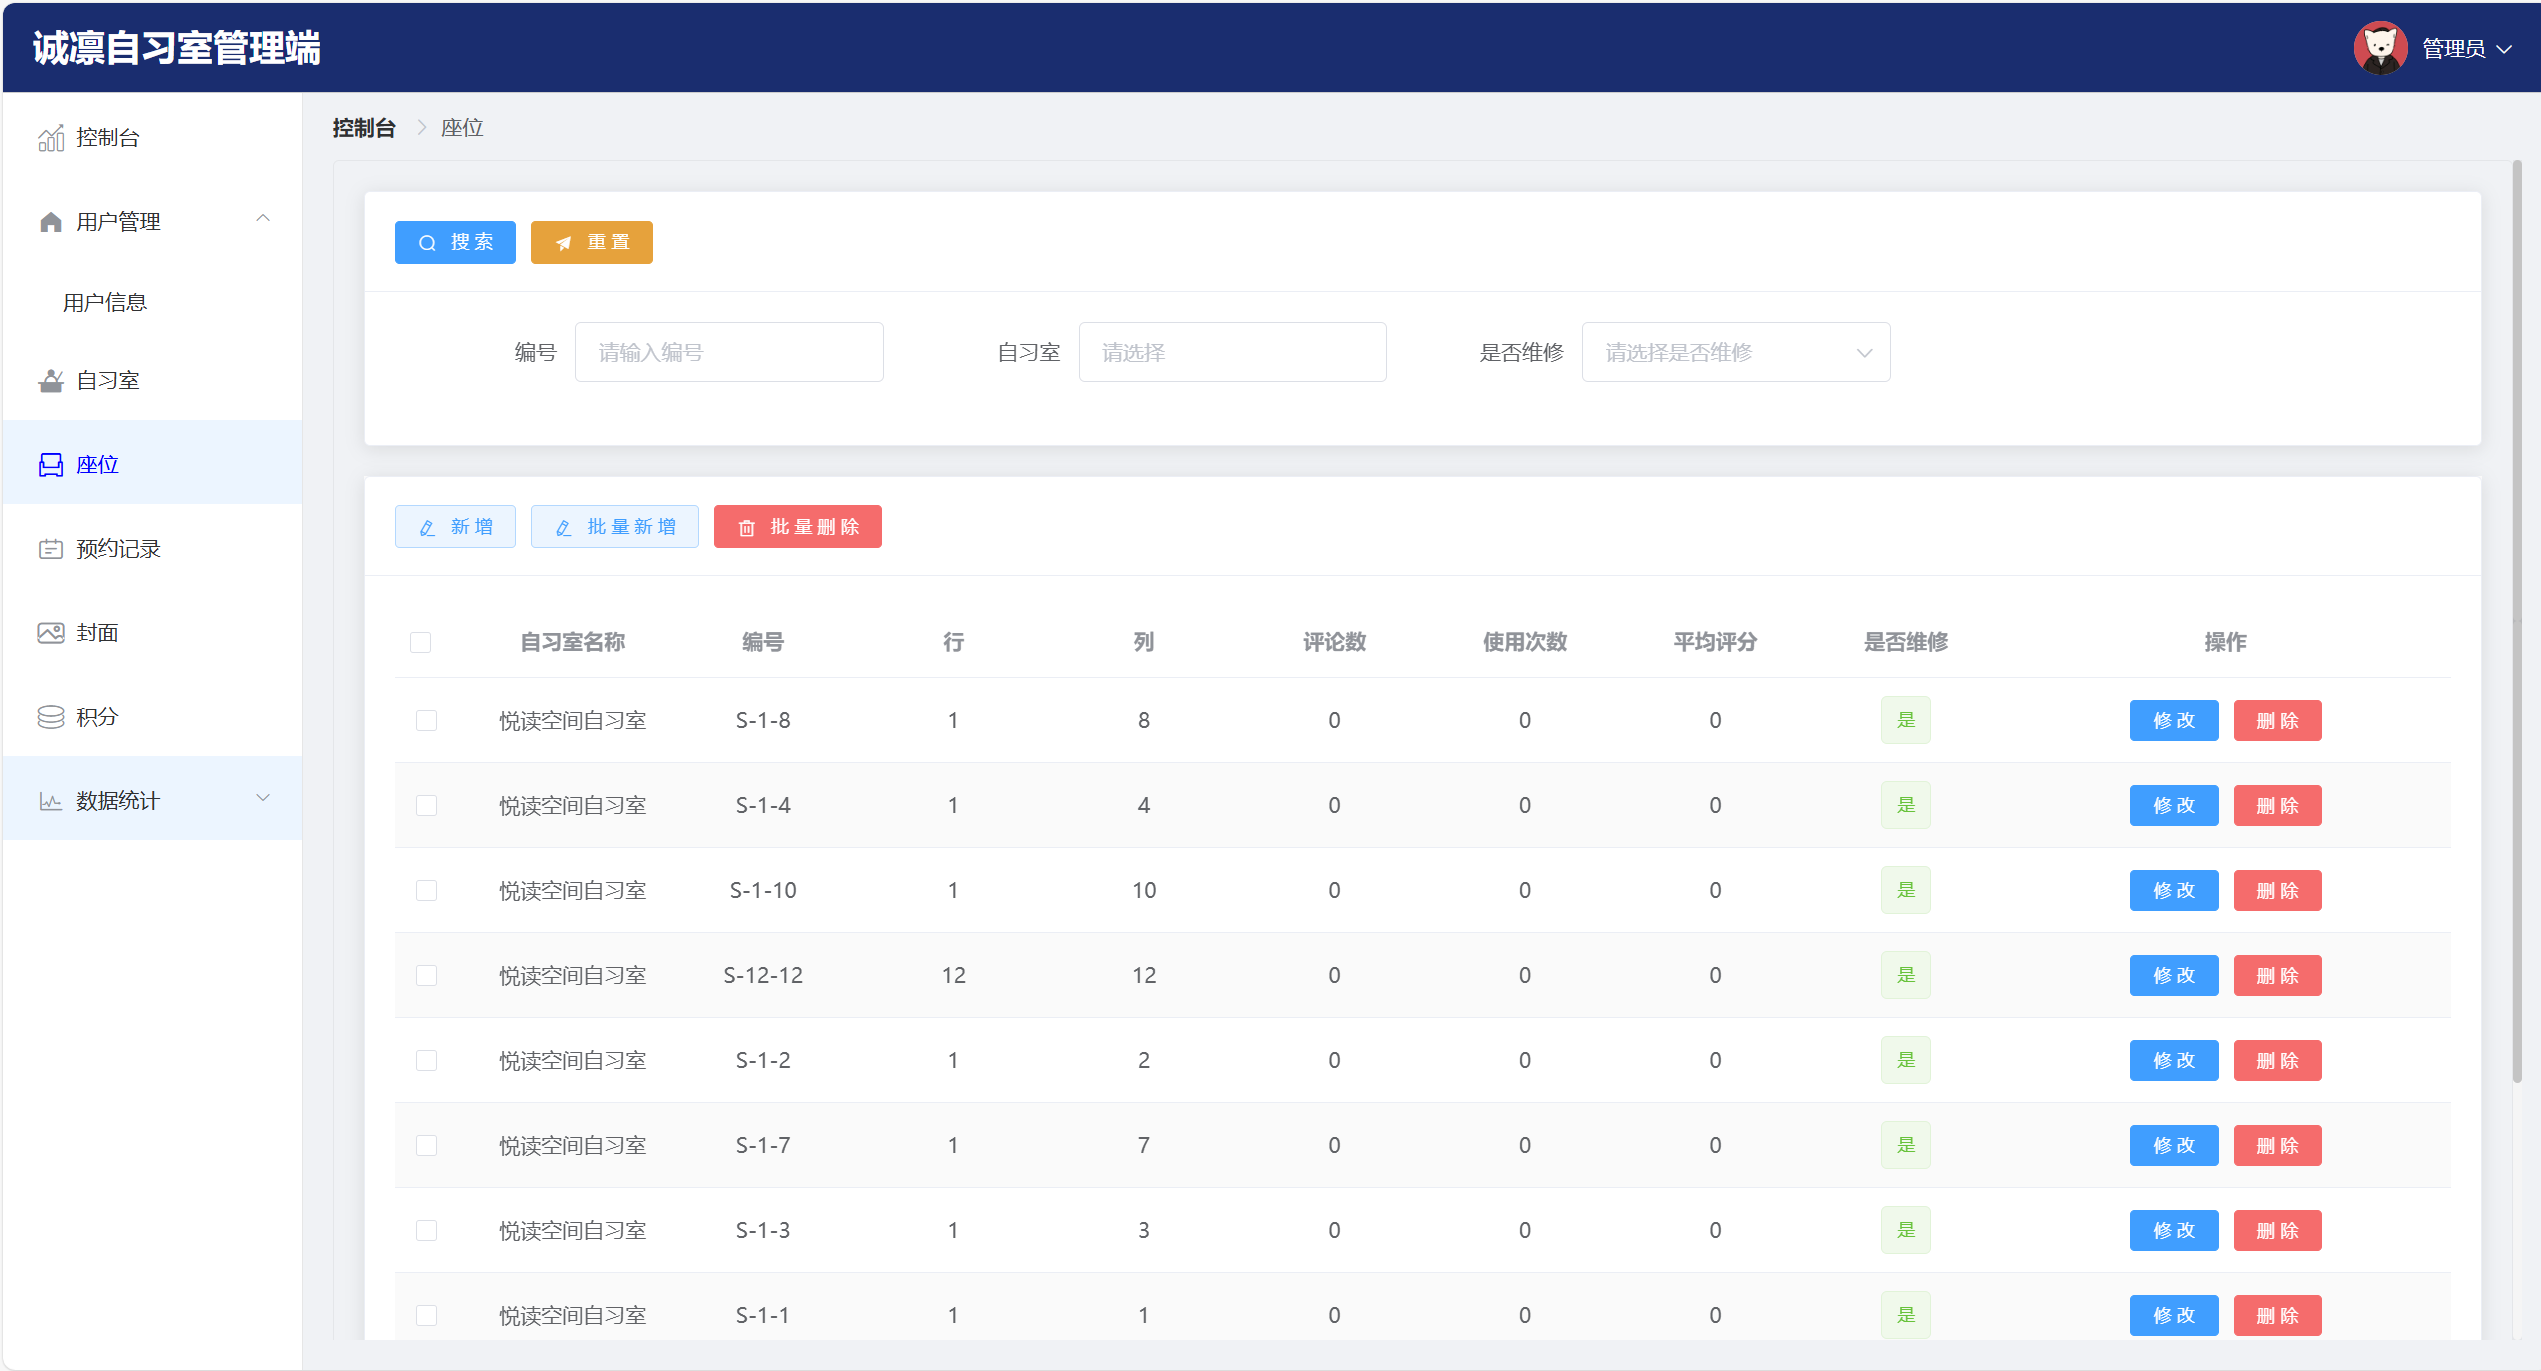 诚凛自习室管理端
管理员
控制台
用户管理
用户信息
自习室
座位
预约记录
封面
积分
数据统计
控制台 座位
搜索 重置
编号 请输入编号 自习室 请选择 是否维修 请选择是否维修
新增 批量新增 批量删除
自习室名称 编号 行 列 评论数 使用次数 平均评分 是否维修 操作
悦读空间自习室 S-1-8 1 8 0 0 0 是 修改 删除
悦读空间自习室 S-1-4 1 4 0 0 0 是 修改 删除
悦读空间自习室 S-1-10 1 10 0 0 0 是 修改 删除
悦读空间自习室 S-12-12 12 12 0 0 0 是 修改 删除
悦读空间自习室 S-1-2 1 2 0 0 0 是 修改 删除
悦读空间自习室 S-1-7 1 7 0 0 0 是 修改 删除
悦读空间自习室 S-1-3 1 3 0 0 0 是 修改 删除
悦读空间自习室 S-1-1 1 1 0 0 0 是 修改 删除